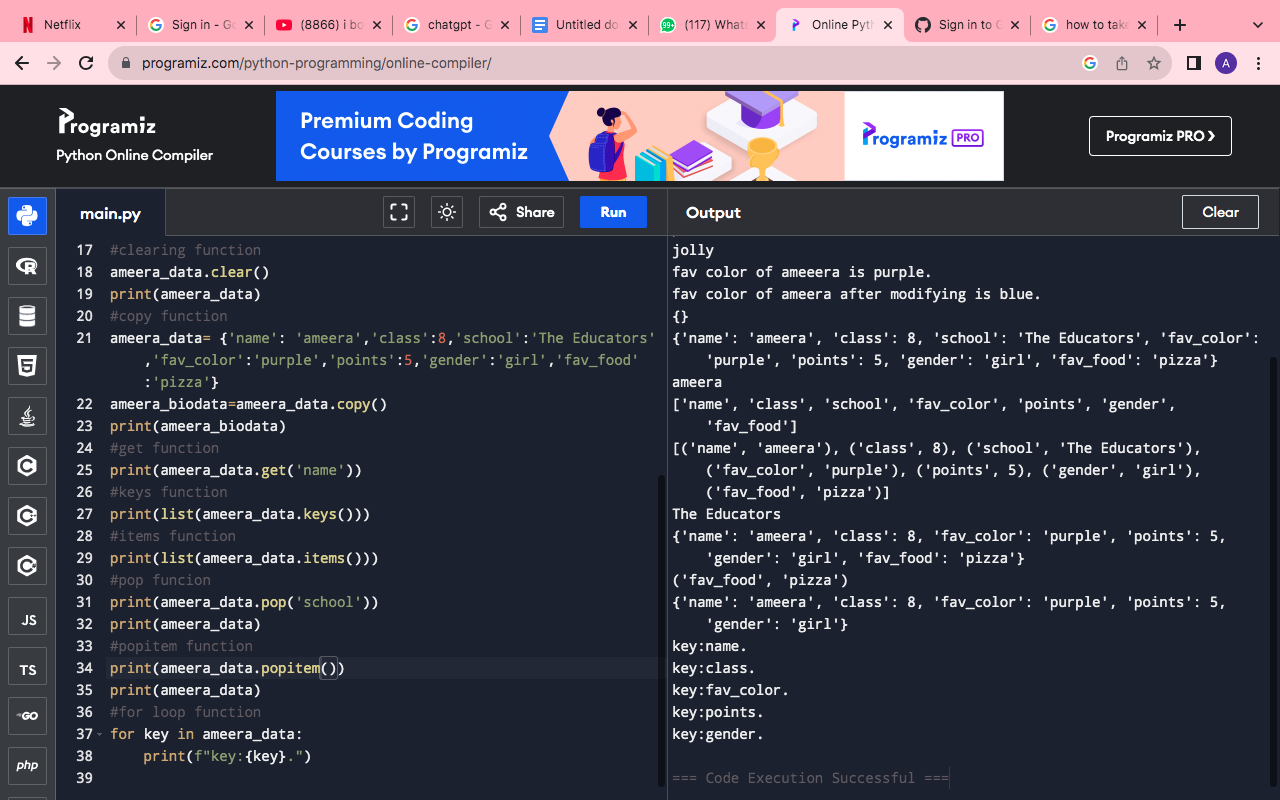 Netflix
Sign in - Go
(8866) i bo
chatgpt - G
Untitled do
99+
(117) Whats
Online Pyth
Sign in to G
how to take
programiz.com/python-programming/online-compiler/
A
Programiz
Python Online Compiler
Premium Coding
Courses by Programiz
Programiz PRO
Programiz PRO ›
main.py
Share
Run
Output
Clear
17 #clearing function
18 ameera_data.clear()
19 print(ameera_data)
20 #copy function
21 ameera_data= {'name': 'ameera','class':8,'school':'The Educators'
,'fav_color':'purple','points':5,'gender':'girl','fav_food'
:'pizza'}
22 ameera_biodata=ameera_data.copy()
23 print(ameera_biodata)
24 #get function
25 print(ameera_data.get('name'))
26 #keys function
27 print(list(ameera_data.keys()))
28 #items function
29 print(list(ameera_data.items()))
30 #pop funcion
31 print(ameera_data.pop('school'))
32 print(ameera_data)
33 #popitem function
34 print(ameera_data.popitem())
35 print(ameera_data)
36 #for loop function
37 for key in ameera_data:
38 print(f"key:{key}.")
39
jolly
fav color of ameeera is purple.
fav color of ameera after modifying is blue.
{}
{'name': 'ameera', 'class': 8, 'school': 'The Educators', 'fav_color':
'purple', 'points': 5, 'gender': 'girl', 'fav_food': 'pizza'}
ameera
['name', 'class', 'school', 'fav_color', 'points', 'gender',
'fav_food']
[('name', 'ameera'), ('class', 8), ('school', 'The Educators'),
('fav_color', 'purple'), ('points', 5), ('gender', 'girl'),
('fav_food', 'pizza')]
The Educators
{'name': 'ameera', 'class': 8, 'fav_color': 'purple', 'points': 5,
'gender': 'girl', 'fav_food': 'pizza'}
('fav_food', 'pizza')
{'name': 'ameera', 'class': 8, 'fav_color': 'purple', 'points': 5,
'gender': 'girl'}
key:name.
key:class.
key:fav_color.
key:points.
key:gender.
=== Code Execution Successful ===
R
5
C
C
C
JS
TS
GO
php